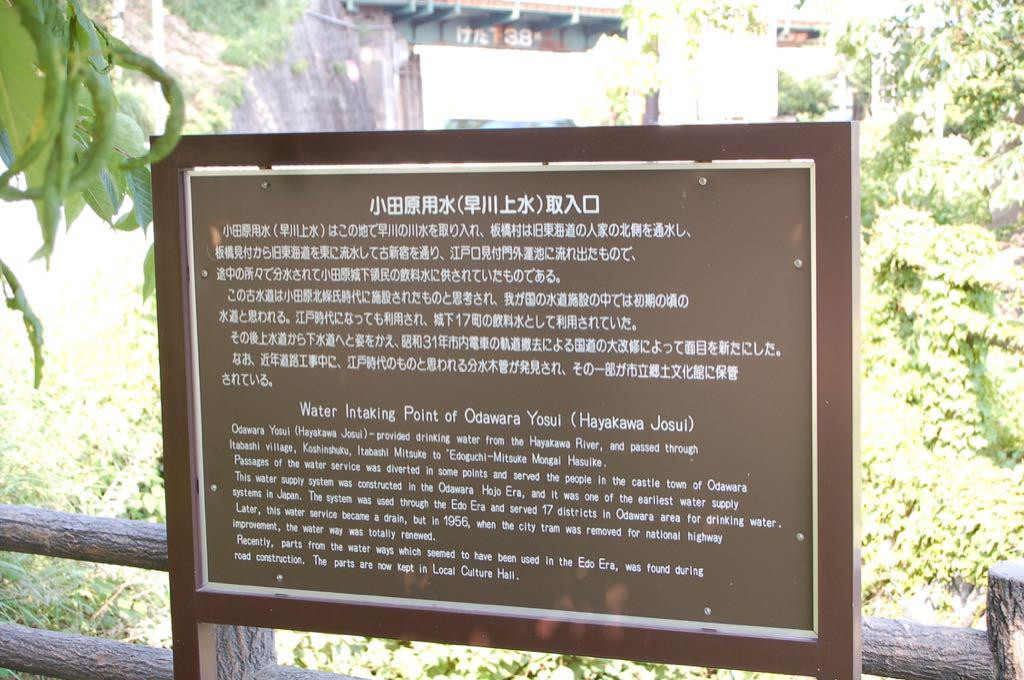 けた下3.8
小田原用水(早川上水)取入口
小田原用水(早川上水)はこの地で早川の川水を取り入れ、板橋村は旧東海道の人家の北側を通水し、
板橋見付から旧東海道を東に流水して古新宿を通り、江戸口見付門外蓮池に流れ出たもので、
途中の所々で分水されて小田原城下領民の飲料水に供されていたものである。
この古水道は小田原北條氏時代に施設されたものと思考され、我が国の水道施設の中では初期の頃の
水道と思われる。江戸時代になっても利用され、城下17町の飲料水として利用されていた。
その後上水道から下水道へと姿をかえ、昭和31年市内電車の軌道撤去による国道の大改修によって面目を新たにした。
なお、近年道路工事中に、江戸時代のものと思われる分水木管が発見され、その一部が市立郷土文化館に保管
されている。
Water Intaking Point of Odawara Yosui (Hayakawa Josui)
Odawara Yosui (Hayakawa Josui)-provided drinking water from the Hayakawa River, and passed through
Itabashi village, Koshinshuku, Itabashi Mitsuke to "Edoguchi-Mitsuke Mongai Hasuike.
Passages of the water service was diverted in some points and served the people in the castle town of Odawara
This water supply system was constructed in the Odawara Hojo Era, and it was one of the earliest water supply
systems in Japan. The system was used through the Edo Era and served 17 districts in Odawara area for drinking water.
Later, this water service became a drain, but in 1956, when the city tram was removed for national highway
improvement, the water way was totally renewed.
Recently, parts from the water ways which seemed to have been used in the Edo Era, was found during
road construction. The parts are now kept in Local Culture Hall.